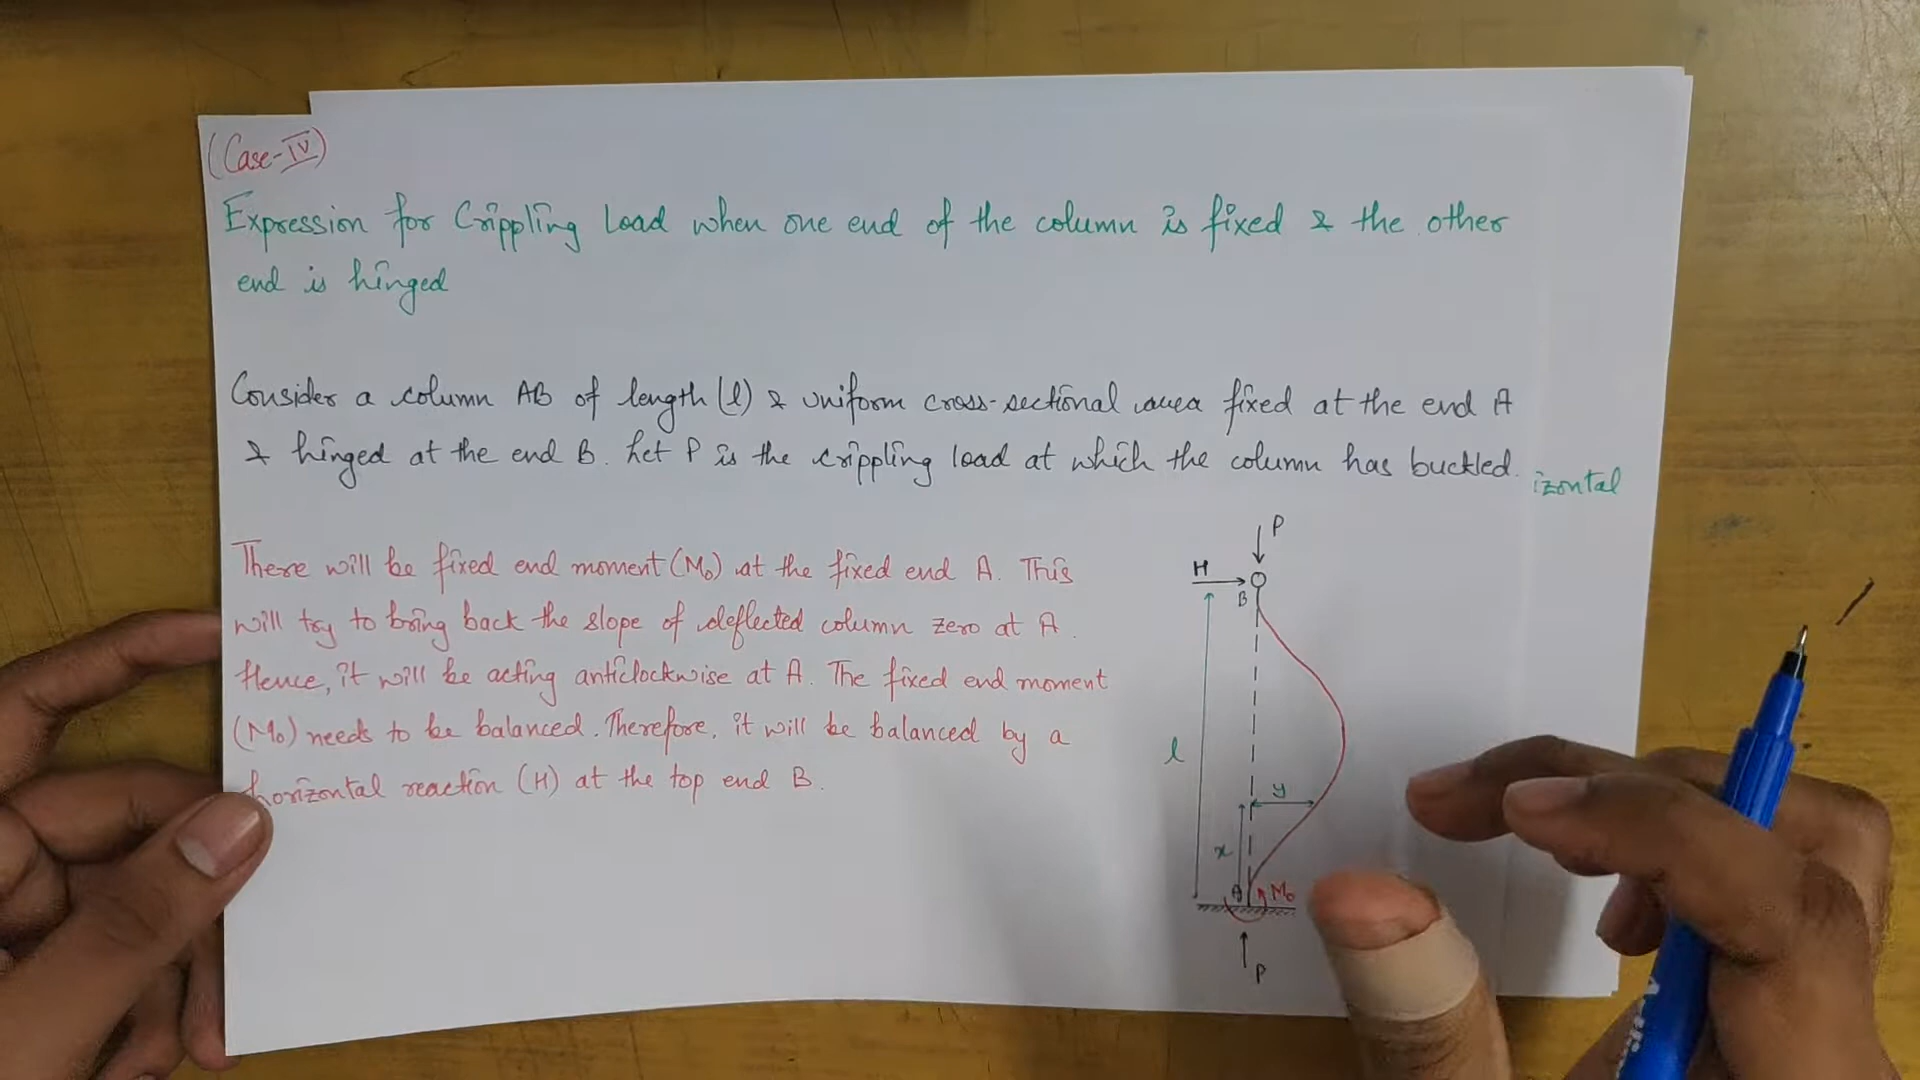 (Case-IV)
Expression for Crippling Load when one end of the column is fixed & the other
end is hinged
Consider a column AB of length (l) & uniform cross-sectional area fixed at the end A
& hinged at the end B. Let P is the crippling load at which the column has buckled.
izontal
There will be fixed end moment (M₀) at the fixed end A. This
will try to bring back the slope of deflected column zero at A.
Hence, it will be acting anticlockwise at A. The fixed end moment
(M₀) needs to be balanced. Therefore, it will be balanced by a
horizontal reaction (H) at the top end B.
P
H
B
l
y
x
A M₀
P